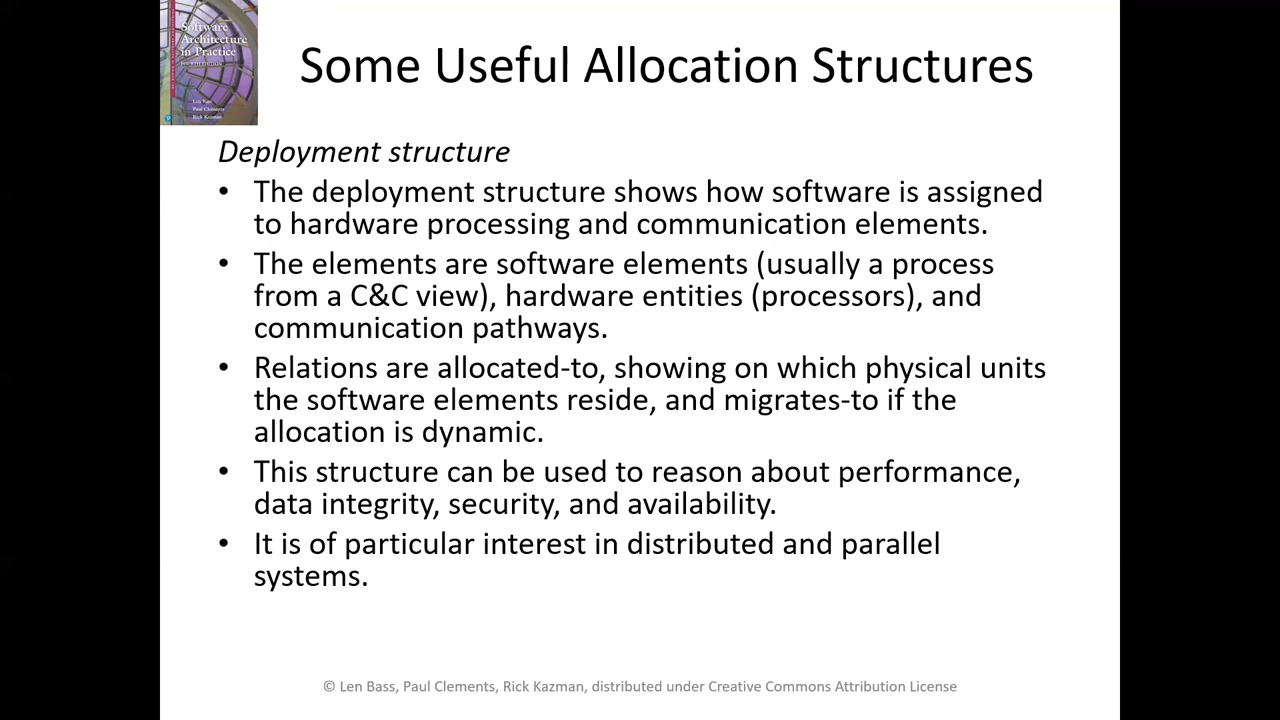 Software
Architecture
in Practice
FOURTH EDITION
Some Useful Allocation Structures
Len Bass
Paul Clements
Rick Kazman
Deployment structure
• The deployment structure shows how software is assigned
to hardware processing and communication elements.
• The elements are software elements (usually a process
from a C&C view), hardware entities (processors), and
communication pathways.
• Relations are allocated-to, showing on which physical units
the software elements reside, and migrates-to if the
allocation is dynamic.
• This structure can be used to reason about performance,
data integrity, security, and availability.
• It is of particular interest in distributed and parallel
systems.
© Len Bass, Paul Clements, Rick Kazman, distributed under Creative Commons Attribution License